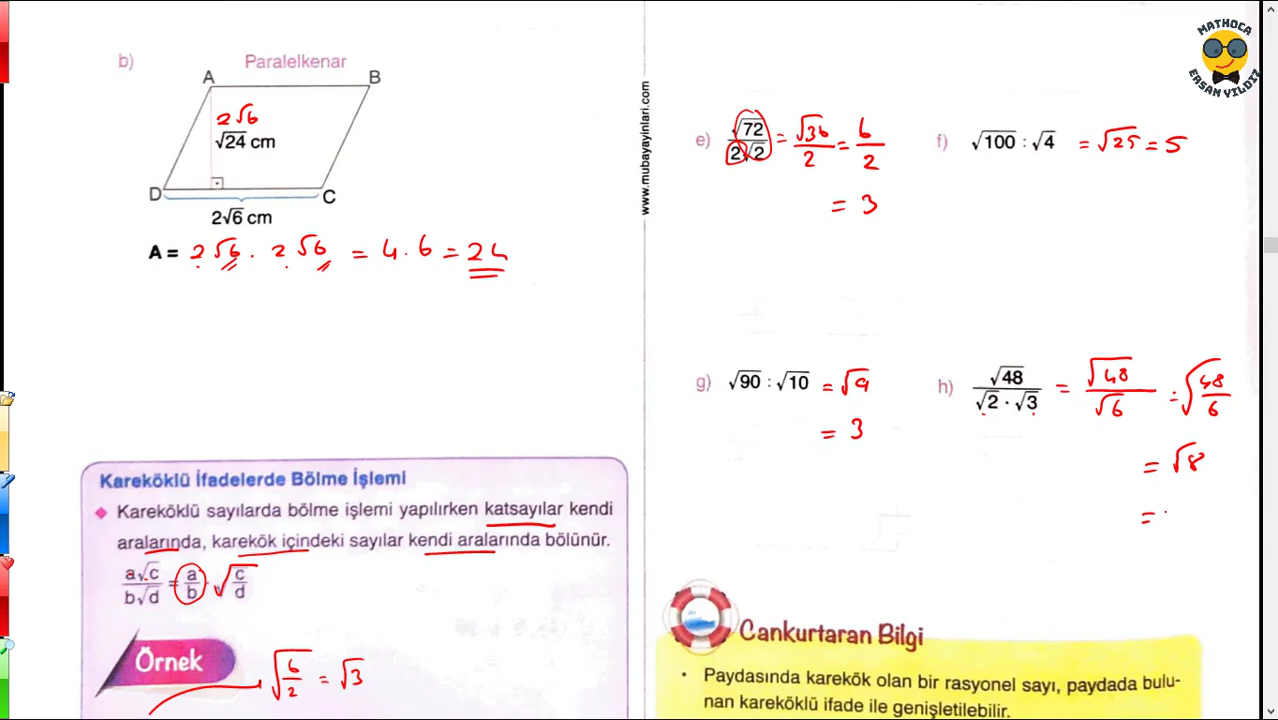 b)
Paralelkenar
A
B
2√6
√24 cm
D
C
2√6 cm
A = 2√6 . 2√6 = 4.6 = 24
Kareköklü İfadelerde Bölme İşlemi
◆ Kareköklü sayılarda bölme işlemi yapılırken katsayılar kendi
aralarında, karekök içindeki sayılar kendi aralarında bölünür.
a√c / b√d = a/b · √(c/d)
Örnek
√(6/2) = √3
www.mubayayinlari.com
e) √72 / 2√2 = √36 / 2 = 6/2
= 3
f) √100 : √4 = √25 = 5
g) √90 : √10 = √9
= 3
h) √48 / √2 · √3 = √48 / √6 = √(48/6)
= √8
=
Cankurtaran Bilgi
• Paydasında karekök olan bir rasyonel sayı, paydada bulu-
nan kareköklü ifade ile genişletilebilir.
MATHOCA
ERSAN YILDIZ